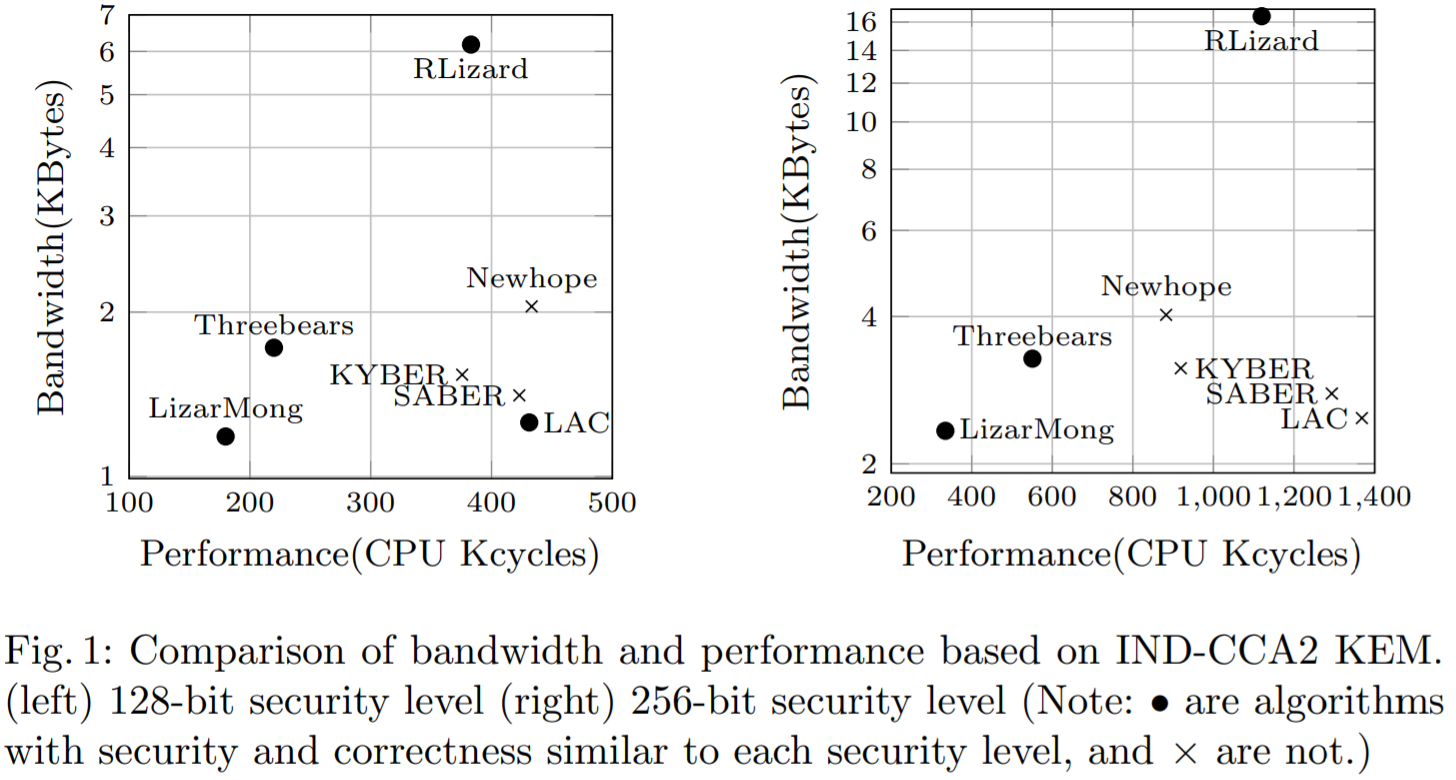 7
6
5
4
3
2
1
Bandwidth(KBytes)
RLizard
Newhope
Threebears
KYBER ×
SABER ×
LizarMong
LAC
100 200 300 400 500
Performance(CPU Kcycles)
16
14
12
10
8
6
4
2
Bandwidth(KBytes)
RLizard
Newhope
Threebears
× KYBER
SABER ×
LAC ×
LizarMong
200 400 600 800 1,000 1,200 1,400
Performance(CPU Kcycles)
Fig. 1: Comparison of bandwidth and performance based on IND-CCA2 KEM.
(left) 128-bit security level (right) 256-bit security level (Note: ● are algorithms
with security and correctness similar to each security level, and × are not.)